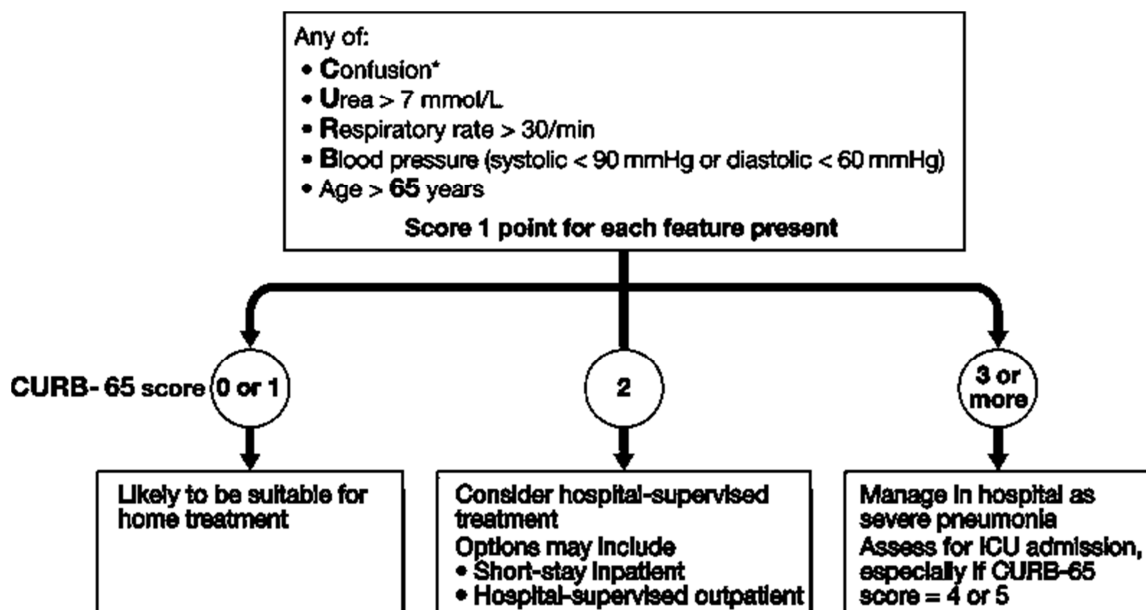 Any of:
• Confusion*
• Urea > 7 mmol/L
• Respiratory rate > 30/min
• Blood pressure (systolic < 90 mmHg or diastolic < 60 mmHg)
• Age > 65 years
Score 1 point for each feature present
CURB- 65 score
0 or 1
2
3 or
more
Likely to be suitable for
home treatment
Consider hospital-supervised
treatment
Options may include
• Short-stay inpatient
• Hospital-supervised outpatient
Manage in hospital as
severe pneumonia
Assess for ICU admission,
especially if CURB-65
score = 4 or 5